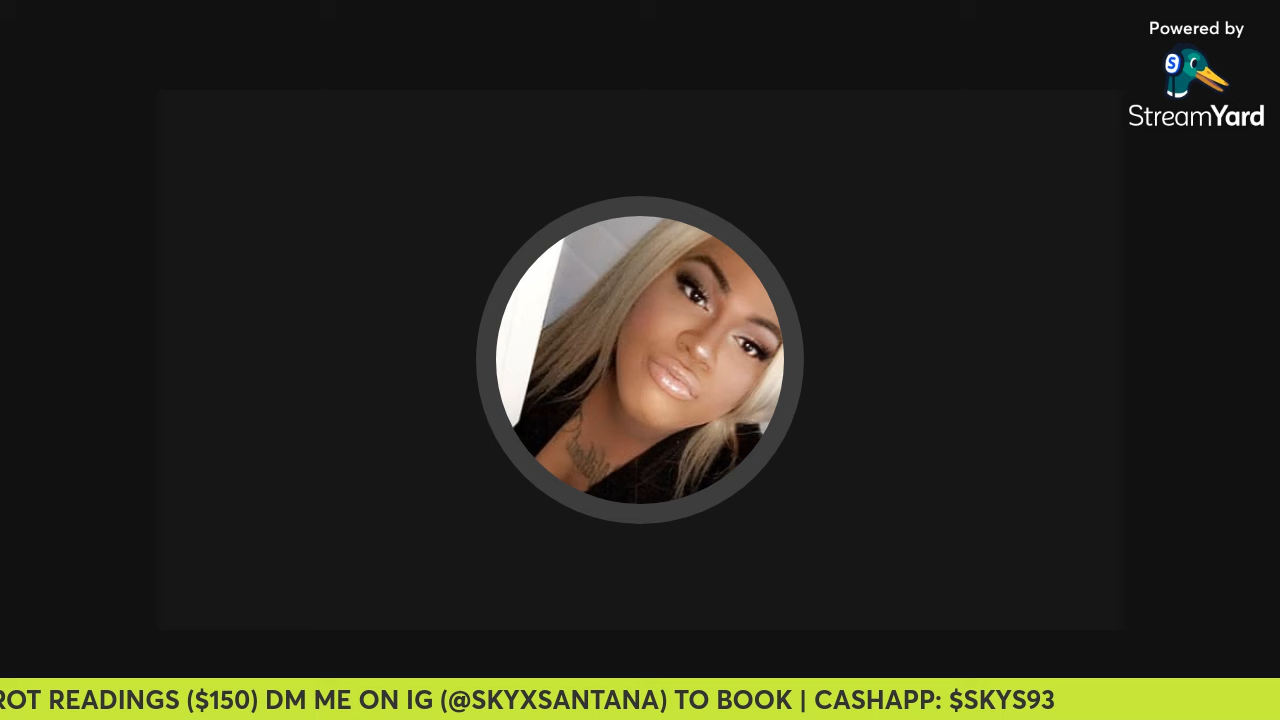 Powered by
S
StreamYard
ROT READINGS ($150) DM ME ON IG (@SKYXSANTANA) TO BOOK | CASHAPP: $SKYS93